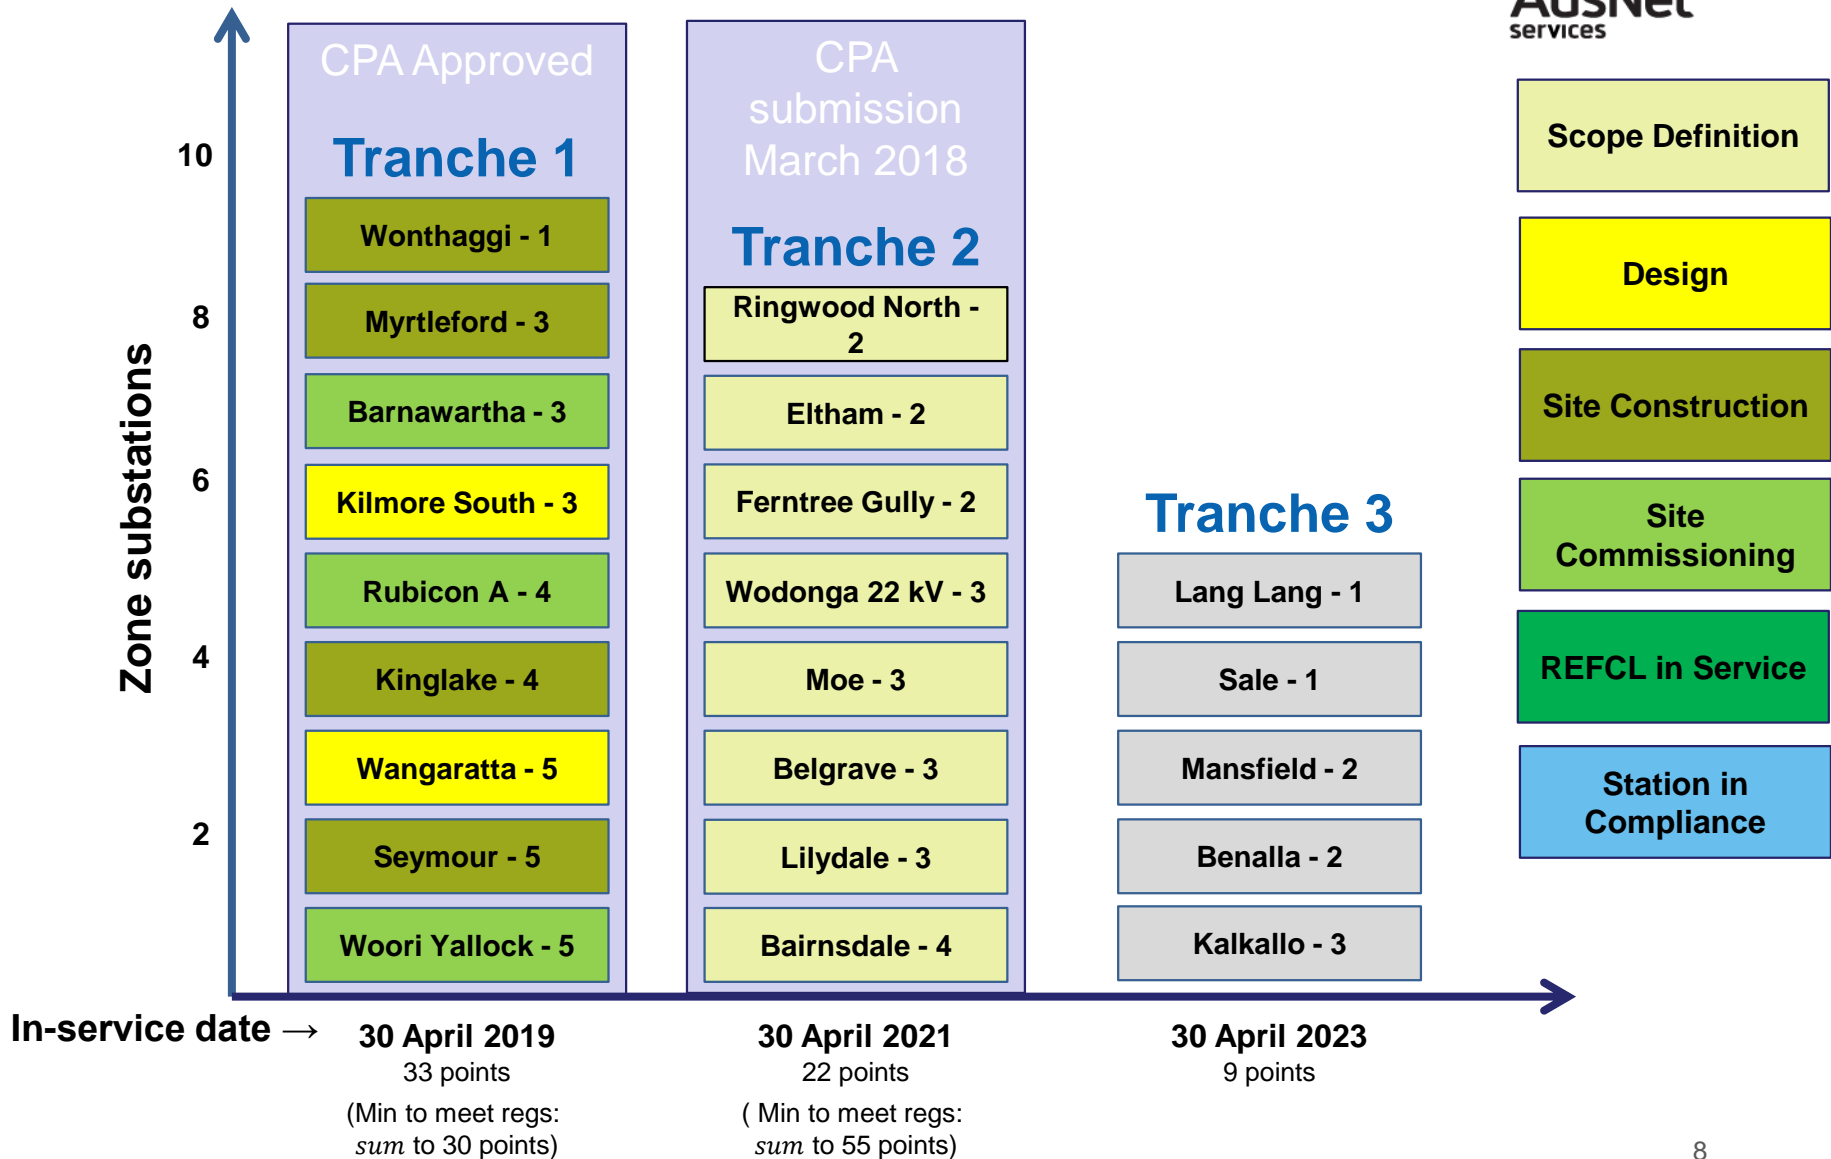 AusNet
services
CPA Approved
Tranche 1
Wonthaggi - 1
Myrtleford - 3
Barnawartha - 3
Kilmore South - 3
Rubicon A - 4
Kinglake - 4
Wangaratta - 5
Seymour - 5
Woori Yallock - 5
CPA
submission
March 2018
Tranche 2
Ringwood North -
2
Eltham - 2
Ferntree Gully - 2
Wodonga 22 kV - 3
Moe - 3
Belgrave - 3
Lilydale - 3
Bairnsdale - 4
Tranche 3
Lang Lang - 1
Sale - 1
Mansfield - 2
Benalla - 2
Kalkallo - 3
Scope Definition
Design
Site Construction
Site
Commissioning
REFCL in Service
Station in
Compliance
Zone substations
10
8
6
4
2
In-service date →
30 April 2019
33 points
(Min to meet regs:
sum to 30 points)
30 April 2021
22 points
( Min to meet regs:
sum to 55 points)
30 April 2023
9 points
8